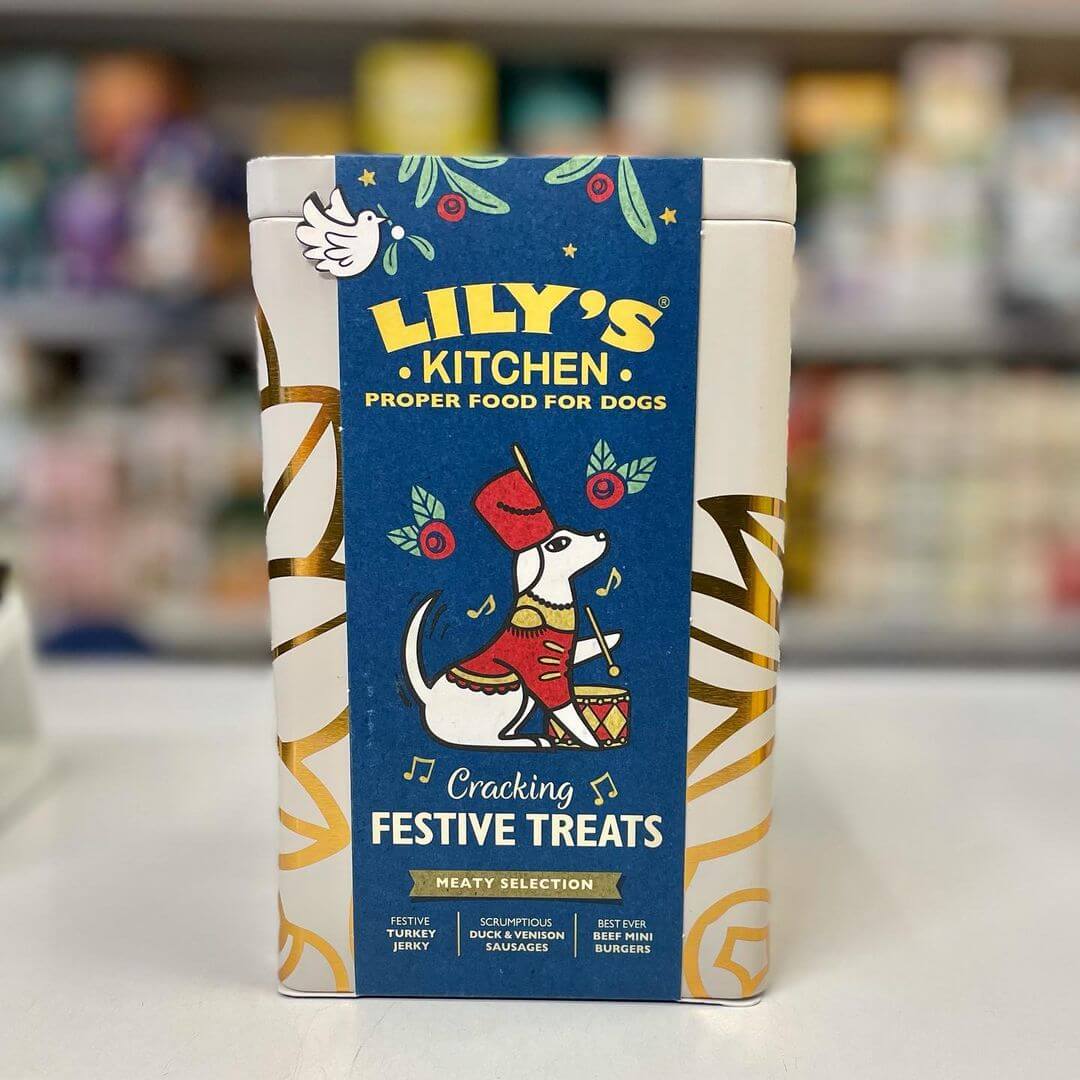 LILY'S®
• KITCHEN •
PROPER FOOD FOR DOGS
Cracking
FESTIVE TREATS
MEATY SELECTION
FESTIVE
TURKEY
JERKY
SCRUMPTIOUS
DUCK & VENISON
SAUSAGES
BEST EVER
BEEF MINI
BURGERS